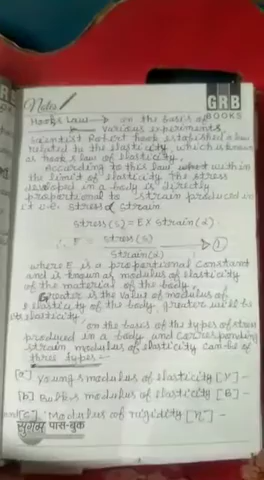 Notes
GRB
BOOKS
Hooks Law → on the basis of
various experiments
Scientist Robert hook established a law
related to the elasticity, which is known
as hook's law of elasticity.
According to this law within
the limit of elasticity the stress
developed in a body is directly
proportional to strain produced in
it i.e. stress ∝ strain
Stress(s) = E x Strain(α)
∴ E = Stress(s)
Strain(α) → ①
where E is a proportional constant
and is known as modulus of elasticity
of the material of the body.
Greater is the value of modulus of
elasticity of the body greater will be
its elasticity.
on the basis of the types of stress
produced in a body and corresponding
strain modulus of elasticity can be of
three types -
[a] Young's modulus of elasticity [Y] -
[b] Bulk's modulus of elasticity [B] -
[c] Modulus of rigidity [η] -
सुगम पास-बुक